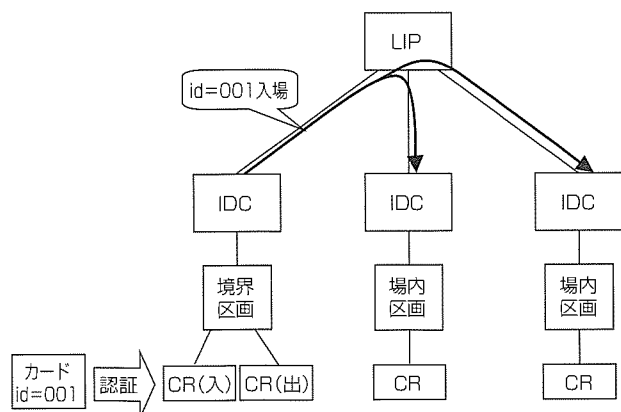 LIP
id=001入場
IDC
IDC
IDC
境界
区画
場内
区画
場内
区画
カード
id=001
認証
CR(入)
CR(出)
CR
CR